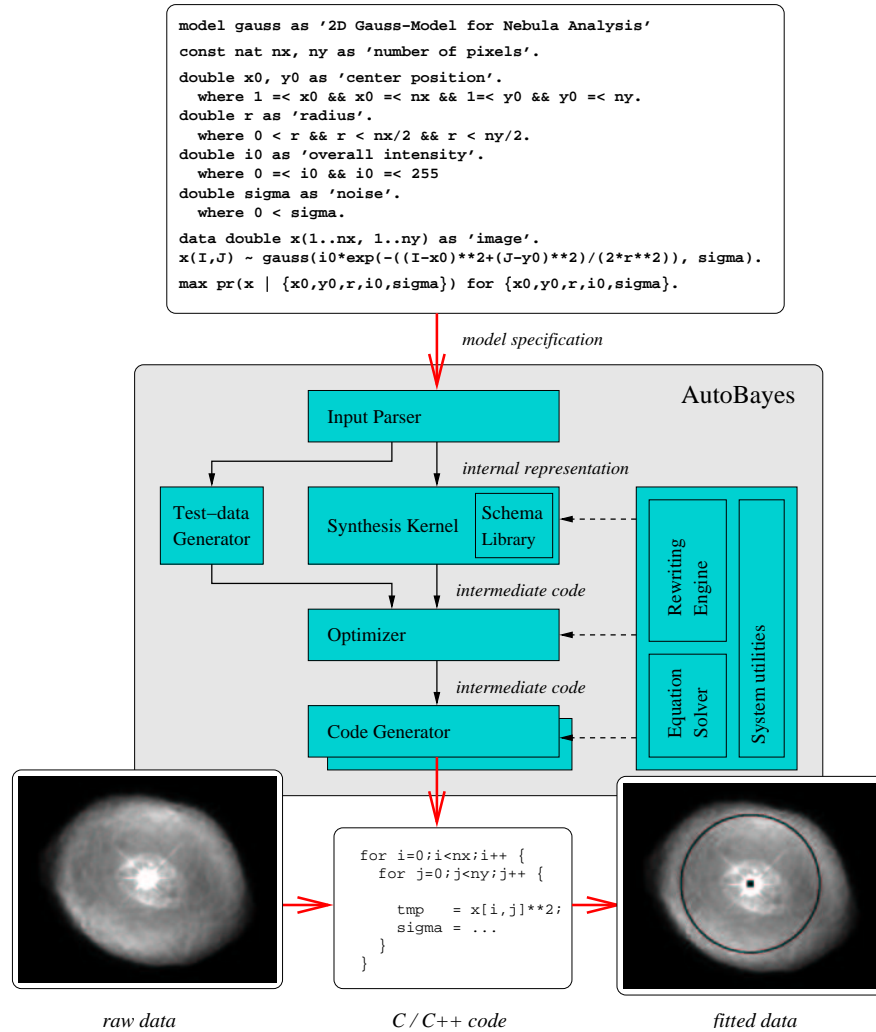 model gauss as ’2D Gauss-Model for Nebula Analysis’
const nat nx, ny as ’number of pixels’.
double x0, y0 as ’center position’.
where 1 =< x0 && x0 =< nx && 1=< y0 && y0 =< ny.
double r as ’radius’.
where 0 < r && r < nx/2 && r < ny/2.
double i0 as ’overall intensity’.
where 0 =< i0 && i0 =< 255
double sigma as ’noise’.
where 0 < sigma.
data double x(1..nx, 1..ny) as ’image’.
x(I,J) ~ gauss(i0*exp(-((I-x0)**2+(J-y0)**2)/(2*r**2)), sigma).
max pr(x | {x0,y0,r,i0,sigma}) for {x0,y0,r,i0,sigma}.
model specification
AutoBayes
Input Parser
internal representation
Test−data
Generator
Synthesis Kernel
Schema
Library
Rewriting
Engine
System utilities
intermediate code
Optimizer
Equation
Solver
intermediate code
Code Generator
for i=0;i<nx;i++ {
for j=0;j<ny;j++ {
tmp = x[i,j]**2;
sigma = ...
}
}
raw data
C / C++ code
fitted data